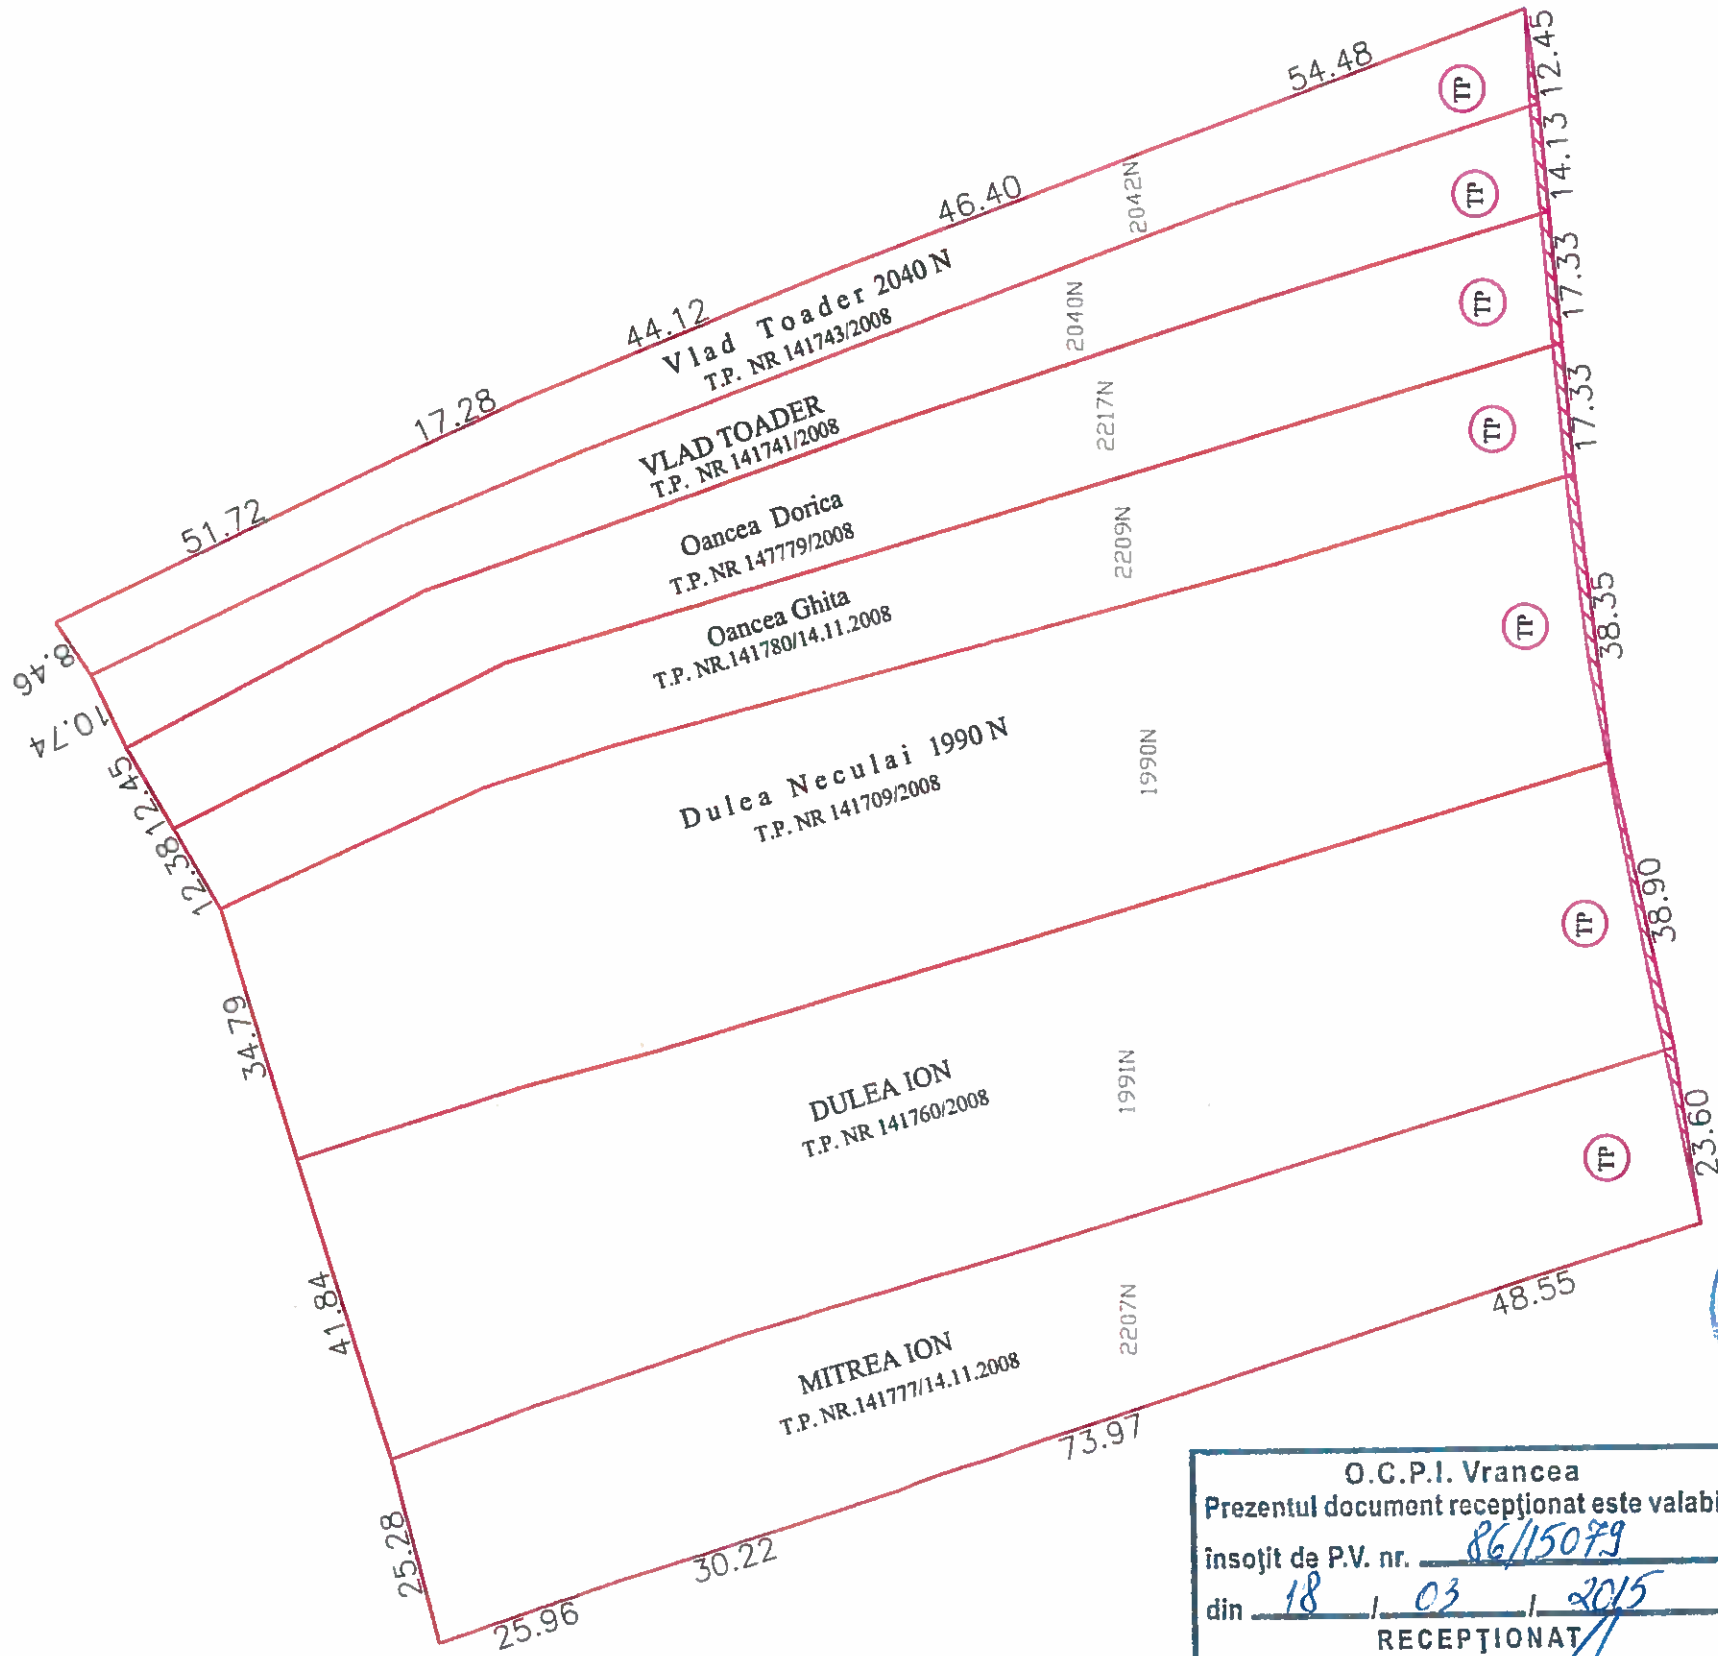 12.45
54.48
TP
14.13
46.40
2042N
TP
Vlad Toader 2040 N
T.P. NR 141743/2008
17.33
44.12
2040N
TP
17.28
VLAD TOADER
T.P. NR 141741/2008
2217N
17.33
TP
51.72
Oancea Dorica
T.P. NR 147779/2008
2209N
8.46
Oancea Ghita
T.P. NR.141780/14.11.2008
38.35
TP
10.74
12.45
Dulea Neculai 1990 N
T.P. NR 141709/2008
1990N
12.38
38.90
TP
34.79
DULEA ION
T.P. NR 141760/2008
1991N
23.60
TP
41.84
48.55
2207N
MITREA ION
T.P. NR.141777/14.11.2008
73.97
25.28
30.22
25.96
O.C.P.I. Vrancea
Prezentul document recepţionat este valabi
însoţit de P.V. nr. 86/15079
din 18 / 03 / 2015
RECEPŢIONAT